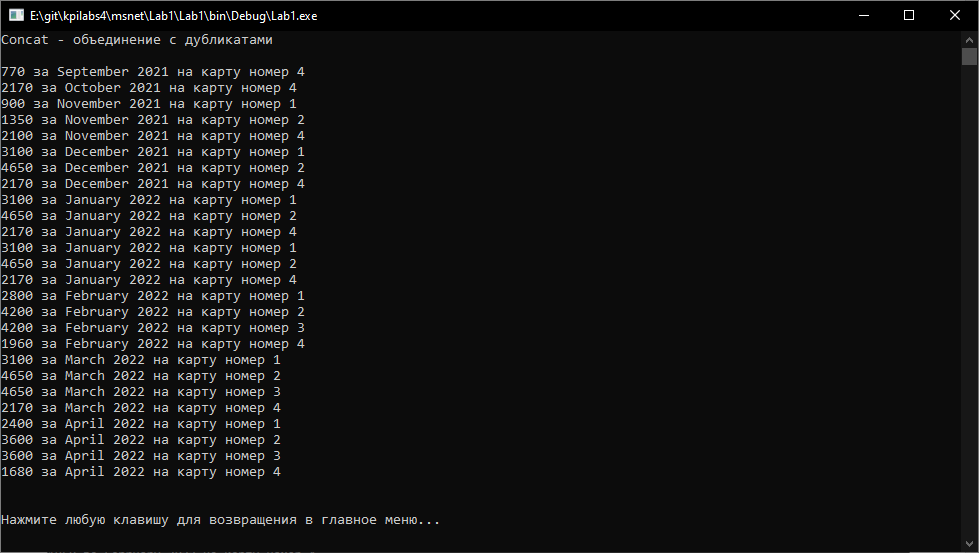 E:\git\kpilabs4\msnet\Lab1\Lab1\bin\Debug\Lab1.exe
Concat - объединение с дубликатами
770 за September 2021 на карту номер 4
2170 за October 2021 на карту номер 4
900 за November 2021 на карту номер 1
1350 за November 2021 на карту номер 2
2100 за November 2021 на карту номер 4
3100 за December 2021 на карту номер 1
4650 за December 2021 на карту номер 2
2170 за December 2021 на карту номер 4
3100 за January 2022 на карту номер 1
4650 за January 2022 на карту номер 2
2170 за January 2022 на карту номер 4
3100 за January 2022 на карту номер 1
4650 за January 2022 на карту номер 2
2170 за January 2022 на карту номер 4
2800 за February 2022 на карту номер 1
4200 за February 2022 на карту номер 2
4200 за February 2022 на карту номер 3
1960 за February 2022 на карту номер 4
3100 за March 2022 на карту номер 1
4650 за March 2022 на карту номер 2
4650 за March 2022 на карту номер 3
2170 за March 2022 на карту номер 4
2400 за April 2022 на карту номер 1
3600 за April 2022 на карту номер 2
3600 за April 2022 на карту номер 3
1680 за April 2022 на карту номер 4
Нажмите любую клавишу для возвращения в главное меню...